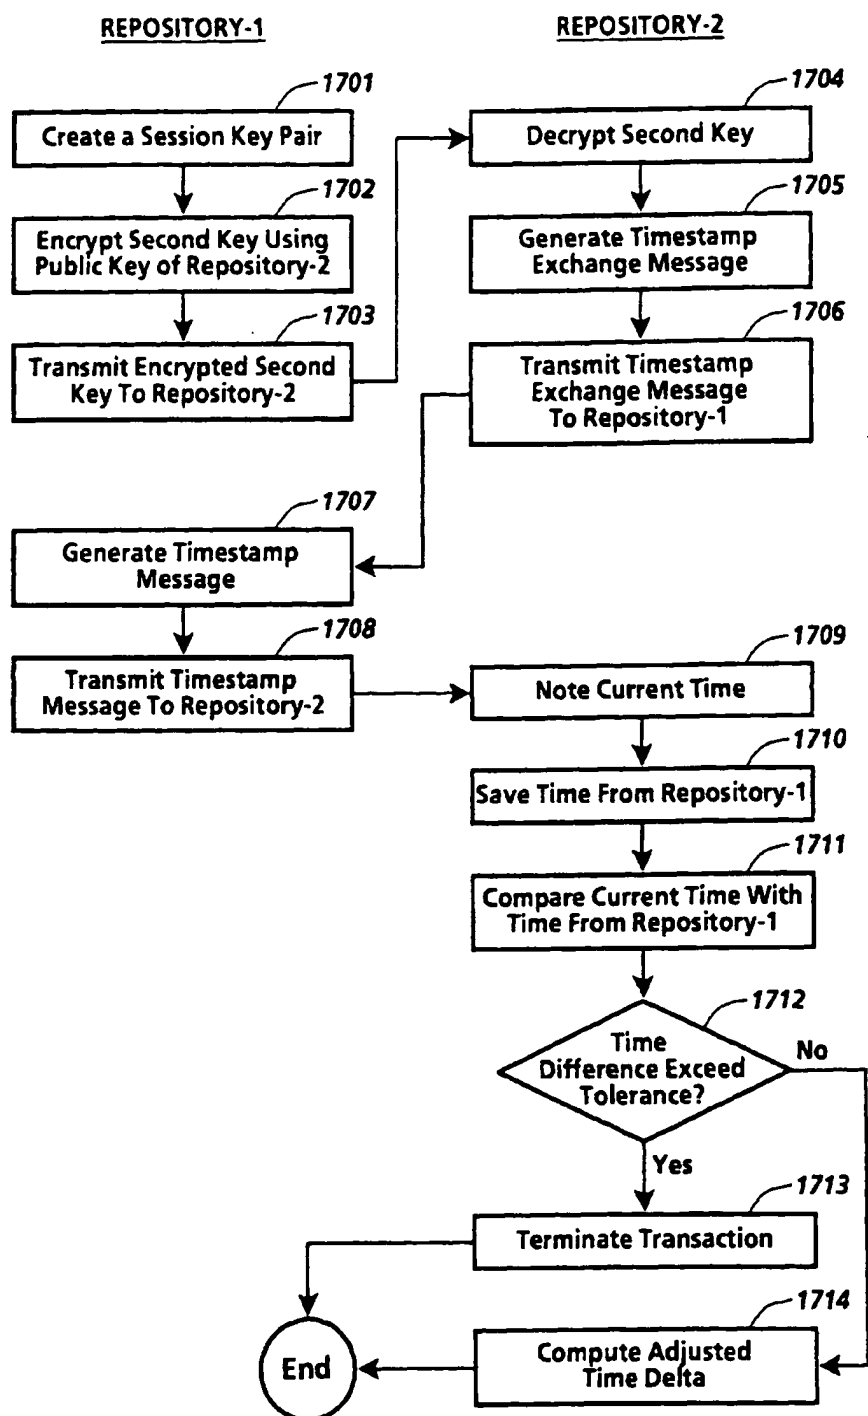 REPOSITORY-1
REPOSITORY-2
1701
Create a Session Key Pair
1702
Encrypt Second Key Using
Public Key of Repository-2
1703
Transmit Encrypted Second
Key To Repository-2
1704
Decrypt Second Key
1705
Generate Timestamp
Exchange Message
1706
Transmit Timestamp
Exchange Message
To Repository-1
1707
Generate Timestamp
Message
1708
Transmit Timestamp
Message To Repository-2
1709
Note Current Time
1710
Save Time From Repository-1
1711
Compare Current Time With
Time From Repository-1
1712
Time
Difference Exceed
Tolerance?
No
Yes
1713
Terminate Transaction
1714
Compute Adjusted
Time Delta
End